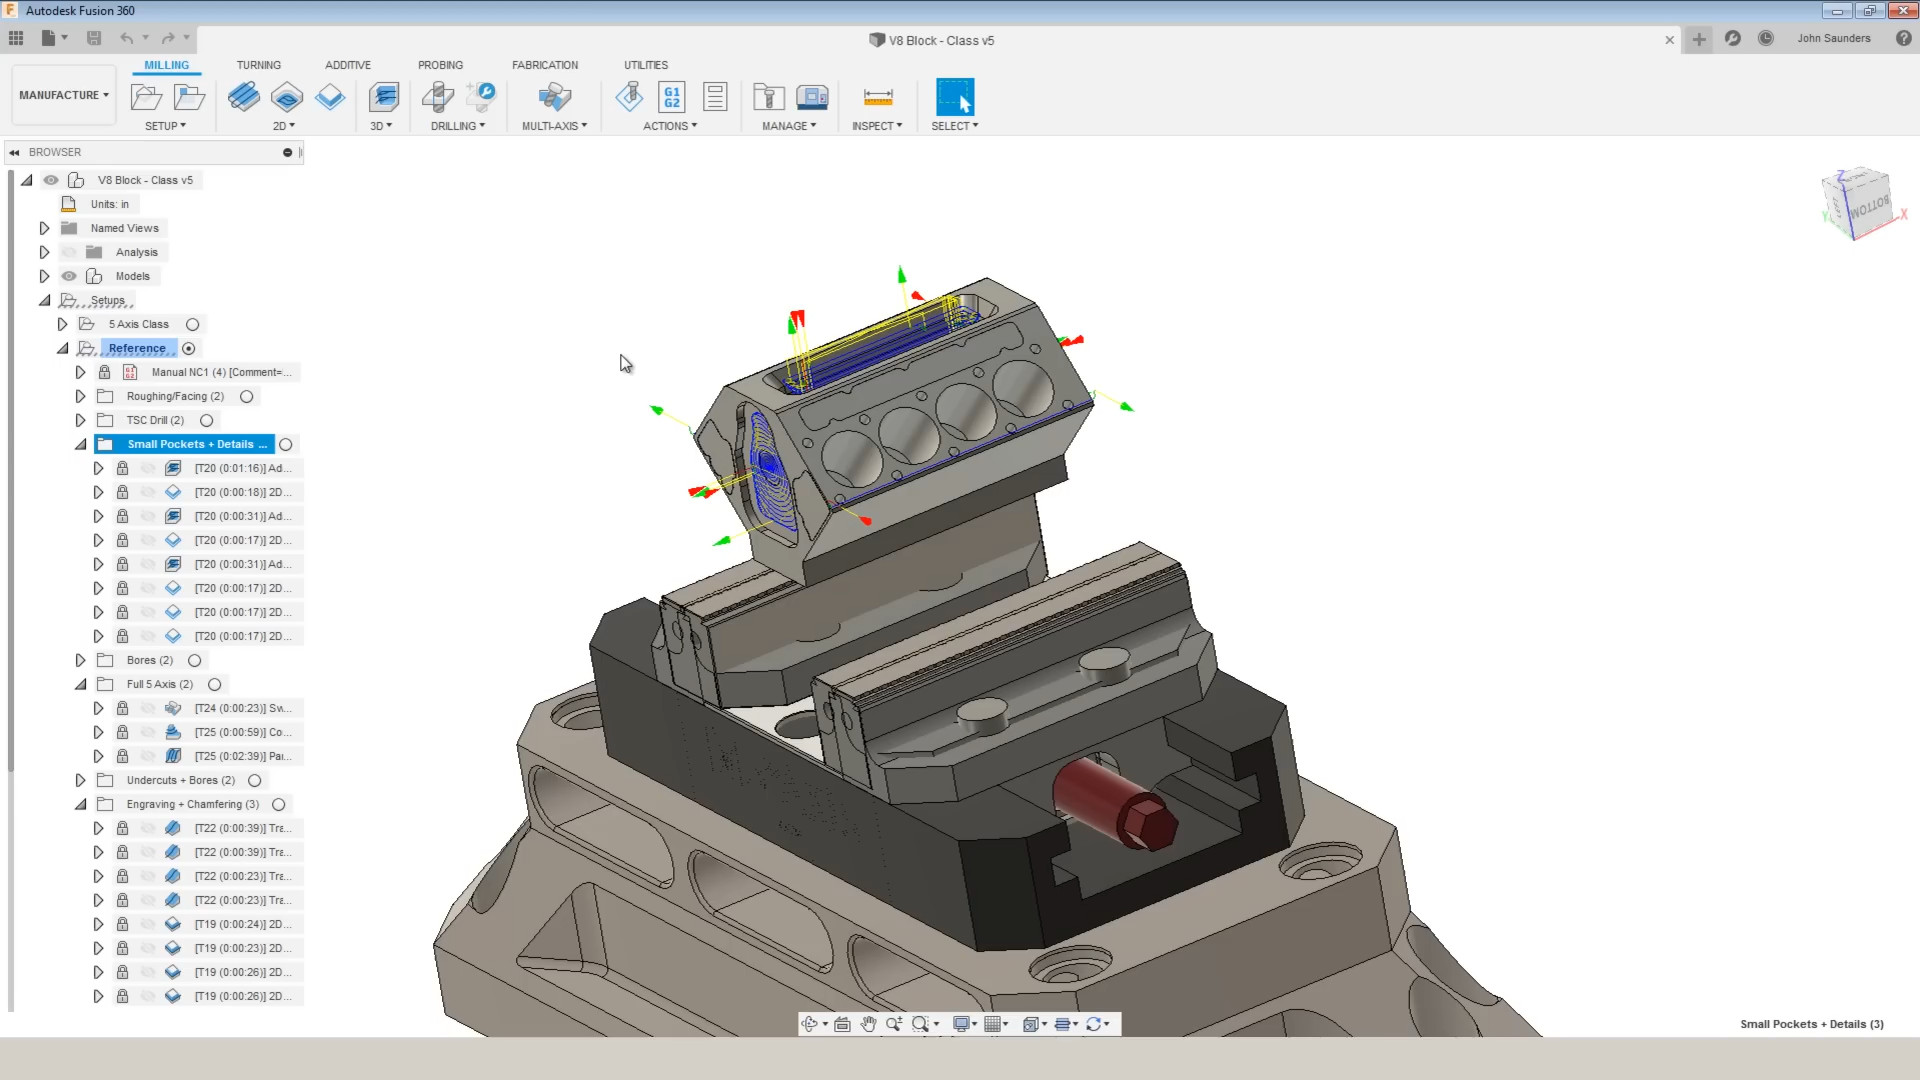 Autodesk Fusion 360
V8 Block - Class v5
John Saunders
MILLING TURNING ADDITIVE PROBING FABRICATION UTILITIES
MANUFACTURE
G1
G2
SETUP 2D 3D DRILLING MULTI-AXIS ACTIONS MANAGE INSPECT SELECT
BROWSER
V8 Block - Class v5
Units: in
Named Views
Analysis
Models
Setups
5 Axis Class
Reference
Manual NC1 (4) [Comment=...
Roughing/Facing (2)
TSC Drill (2)
Small Pockets + Details ...
[T20 (0:01:16)] Ad...
[T20 (0:00:18)] 2D...
[T20 (0:00:31)] Ad...
[T20 (0:00:17)] 2D...
[T20 (0:00:31)] Ad...
[T20 (0:00:17)] 2D...
[T20 (0:00:17)] 2D...
[T20 (0:00:17)] 2D...
Bores (2)
Full 5 Axis (2)
[T24 (0:00:23)] Sw...
[T25 (0:00:59)] Co...
[T25 (0:02:39)] Pa...
Undercuts + Bores (2)
Engraving + Chamfering (3)
[T22 (0:00:39)] Tra...
[T22 (0:00:39)] Tra...
[T22 (0:00:23)] Tra...
[T22 (0:00:23)] Tra...
[T19 (0:00:24)] 2D...
[T19 (0:00:23)] 2D...
[T19 (0:00:26)] 2D...
[T19 (0:00:26)] 2D...
Z
BOTTOM
Y
X
Small Pockets + Details (3)